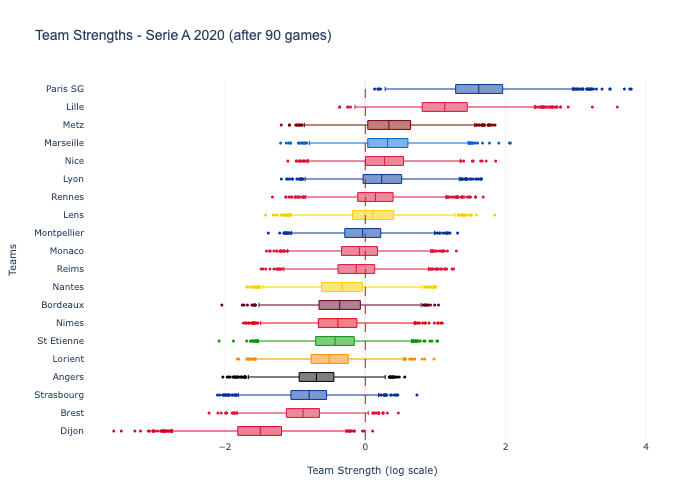 Team Strengths - Serie A 2020 (after 90 games)
Paris SG
Lille
Metz
Marseille
Nice
Lyon
Rennes
Lens
Montpellier
Monaco
Reims
Nantes
Bordeaux
Nimes
St Etienne
Lorient
Angers
Strasbourg
Brest
Dijon
Teams
−2
0
2
4
Team Strength (log scale)